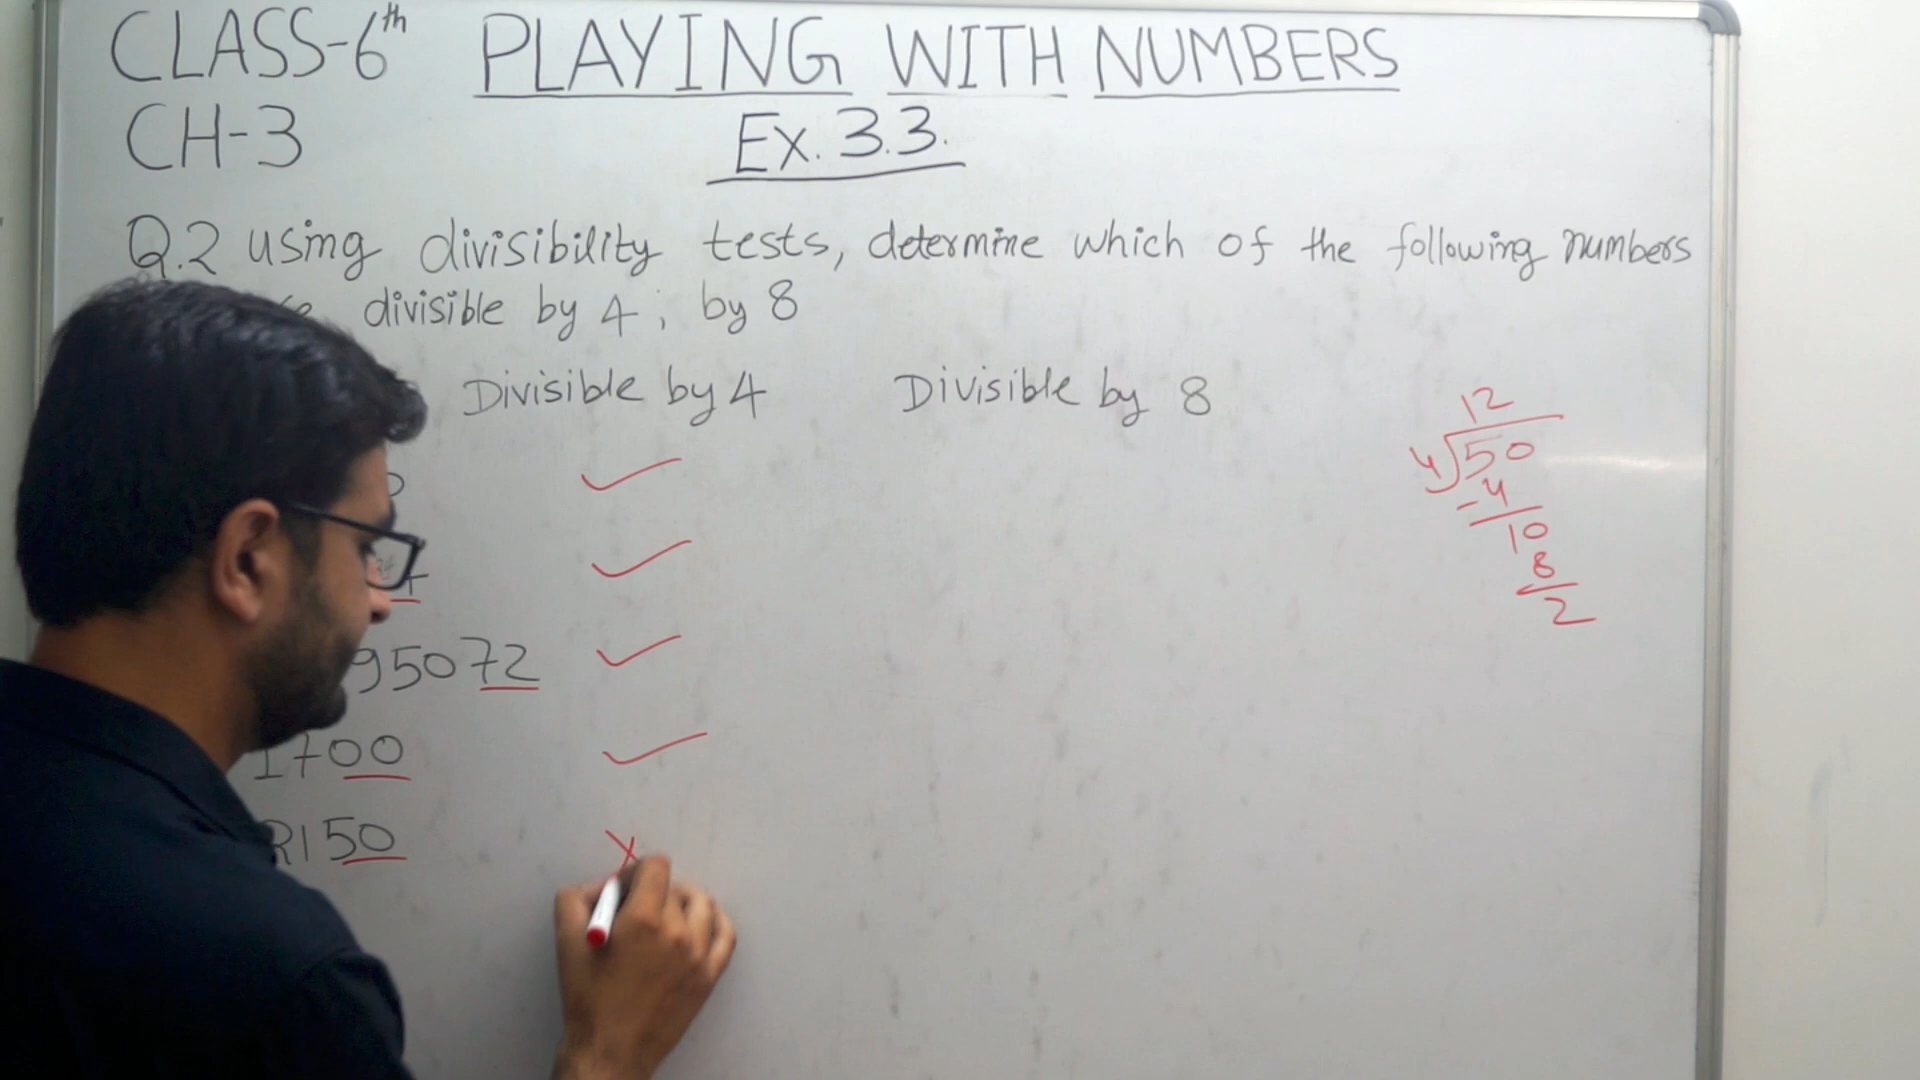 CLASS-6th PLAYING WITH NUMBERS
CH-3 Ex. 3.3.
Q.2 using divisibility tests, determine which of the following numbers
divisible by 4; by 8
Divisible by 4 Divisible by 8
12
4 50
-4
10
8
2
95072
1700
2150